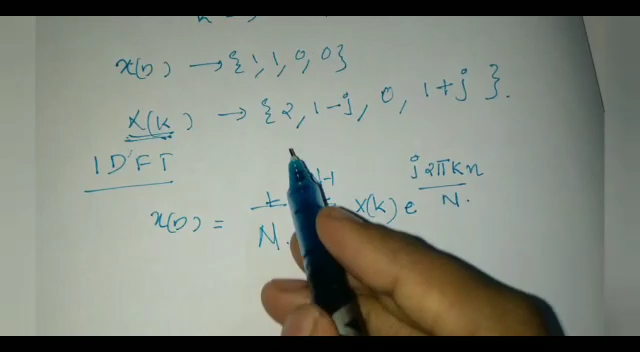 x(n) → {1, 1, 0, 0}
X(k) → {2, 1-j, 0, 1+j}.
IDFT
x(n) = 1/N X(k) e^{j2πkn/N}.